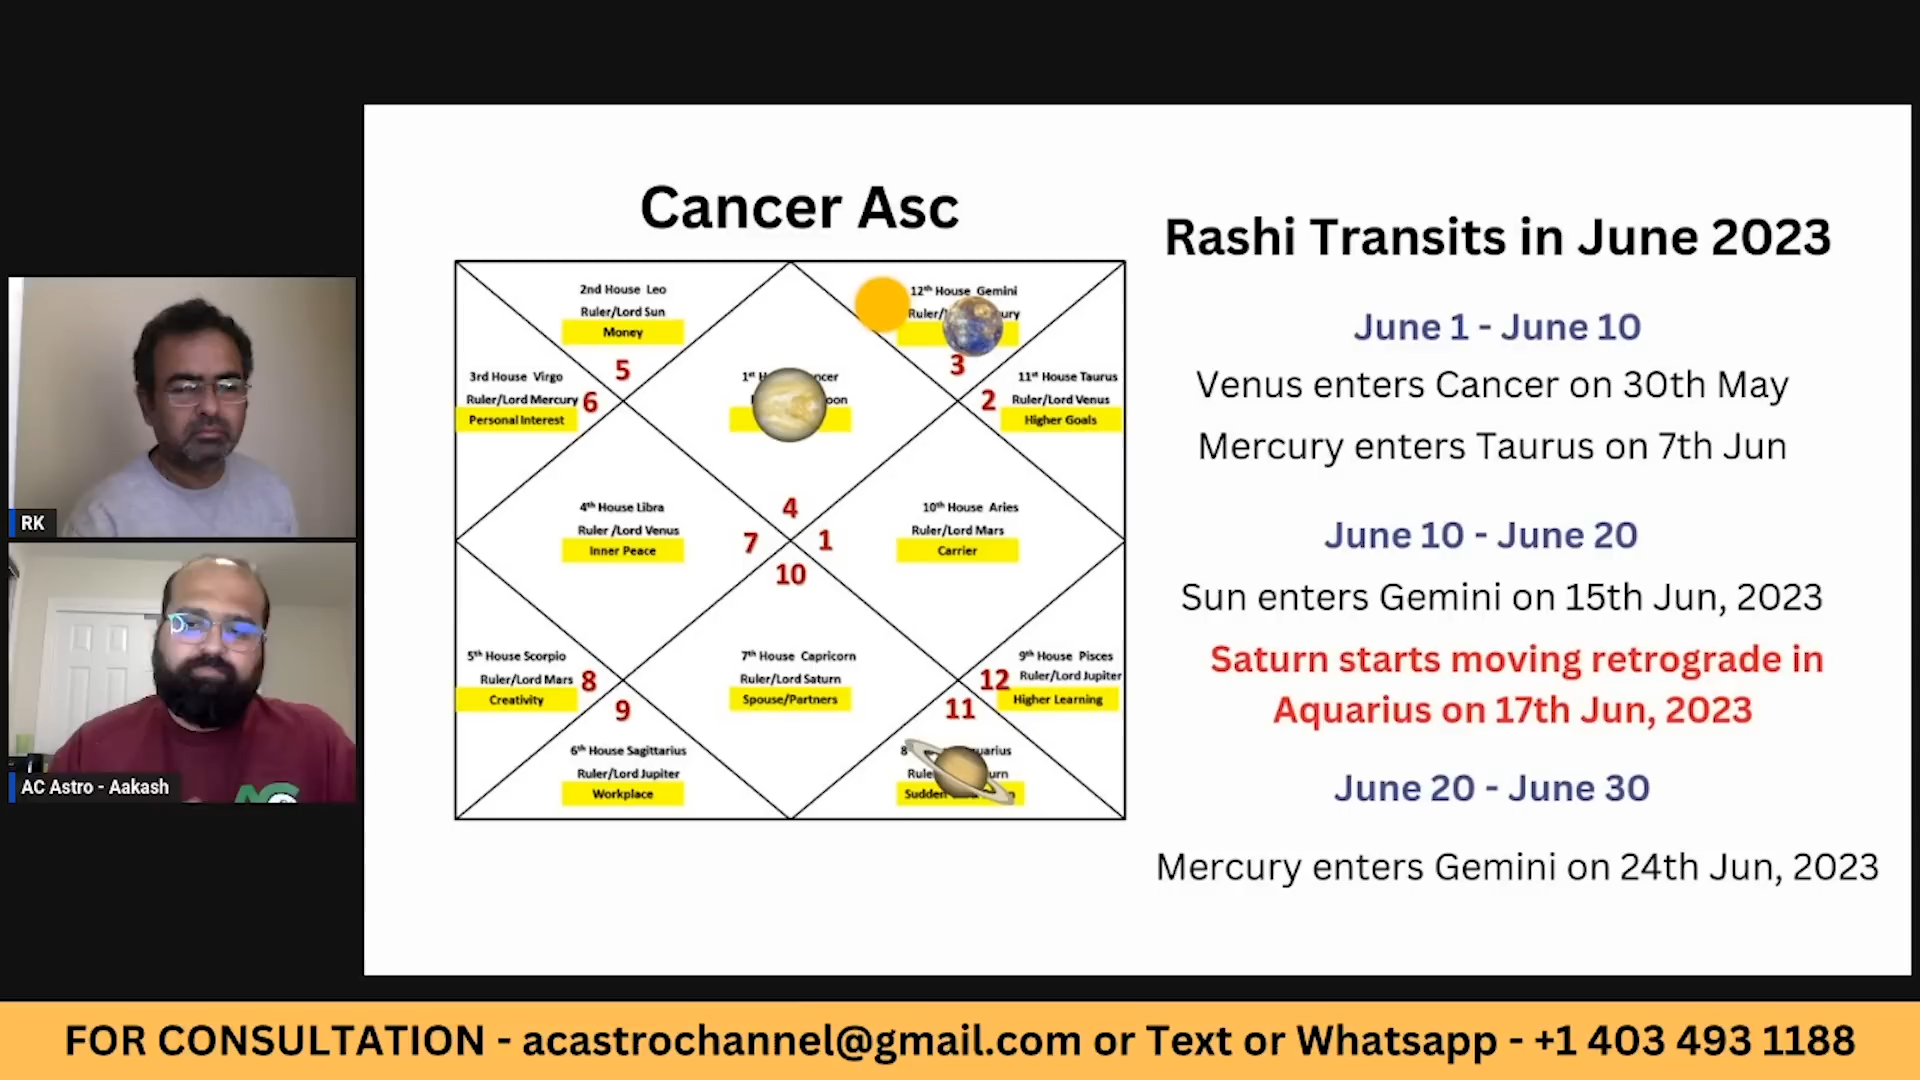 Cancer Asc
Rashi Transits in June 2023
2nd House Leo
Ruler/Lord Sun
Money
5
12th House Gemini
3
3rd House Virgo
Ruler/Lord Mercury
Personal Interest
6
1st
4
11st House Taurus
Ruler/Lord Venus
Higher Goals
2
4th House Libra
Ruler /Lord Venus
Inner Peace
7
10th House Aries
Ruler/Lord Mars
Carrier
1
10
5th House Scorpio
Ruler/Lord Mars
Creativity
8
7th House Capricorn
Ruler/Lord Saturn
Spouse/Partners
9th House Pisces
Ruler/Lord Jupiter
Higher Learning
12
9
6th House Sagittarius
Ruler/Lord Jupiter
Workplace
11
Sudden
June 1 - June 10
Venus enters Cancer on 30th May
Mercury enters Taurus on 7th Jun
June 10 - June 20
Sun enters Gemini on 15th Jun, 2023
Saturn starts moving retrograde in
Aquarius on 17th Jun, 2023
June 20 - June 30
Mercury enters Gemini on 24th Jun, 2023
RK
AC Astro - Aakash
FOR CONSULTATION - acastrochannel@gmail.com or Text or Whatsapp - +1 403 493 1188